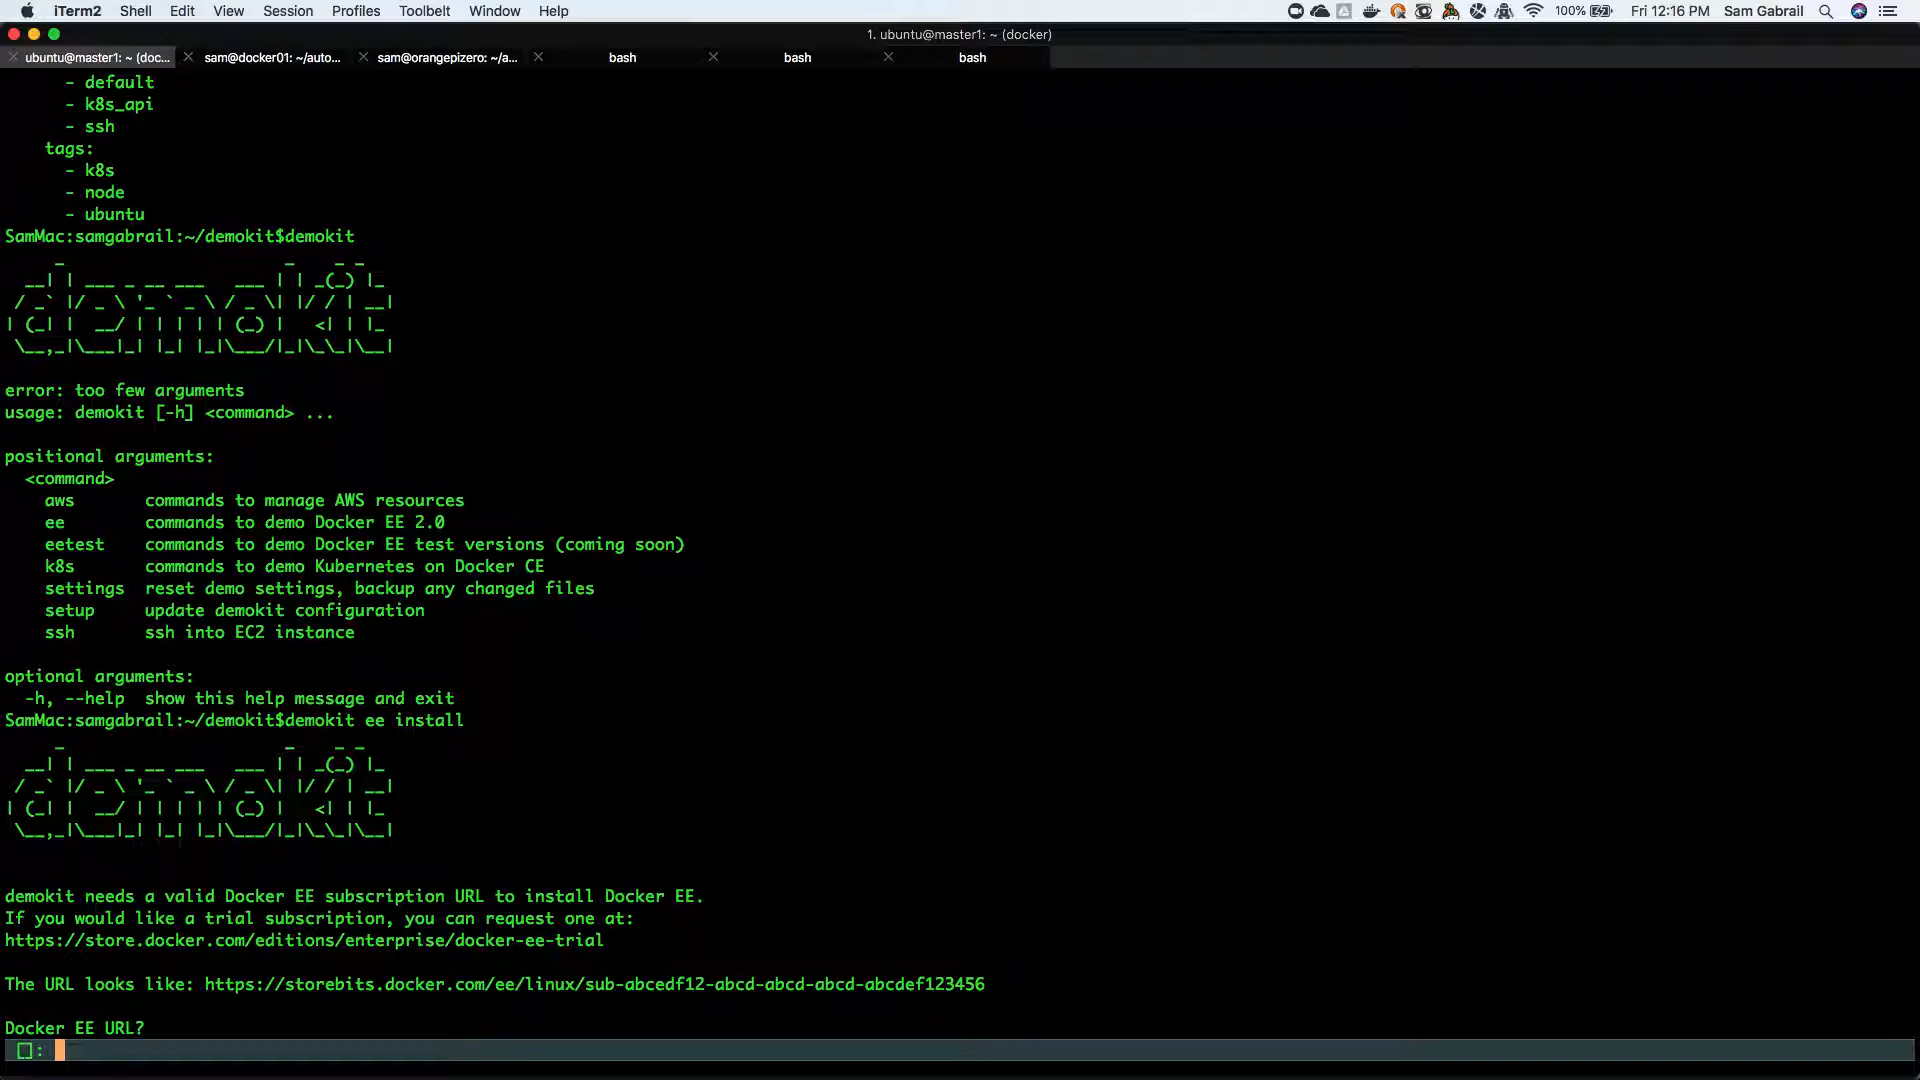 iTerm2 Shell Edit View Session Profiles Toolbelt Window Help 100% Fri 12:16 PM Sam Gabrail
1. ubuntu@master1: ~ (docker)
ubuntu@master1: ~ (doc... sam@docker01: ~/auto... sam@orangepizero: ~/a... bash bash bash
- default
- k8s_api
- ssh
tags:
- k8s
- node
- ubuntu
SamMac:samgabrail:~/demokit$demokit
demokit
error: too few arguments
usage: demokit [-h] <command> ...
positional arguments:
<command>
aws commands to manage AWS resources
ee commands to demo Docker EE 2.0
eetest commands to demo Docker EE test versions (coming soon)
k8s commands to demo Kubernetes on Docker CE
settings reset demo settings, backup any changed files
setup update demokit configuration
ssh ssh into EC2 instance
optional arguments:
-h, --help show this help message and exit
SamMac:samgabrail:~/demokit$demokit ee install
demokit
demokit needs a valid Docker EE subscription URL to install Docker EE.
If you would like a trial subscription, you can request one at:
https://store.docker.com/editions/enterprise/docker-ee-trial
The URL looks like: https://storebits.docker.com/ee/linux/sub-abcedf12-abcd-abcd-abcd-abcdef123456
Docker EE URL?
[]: